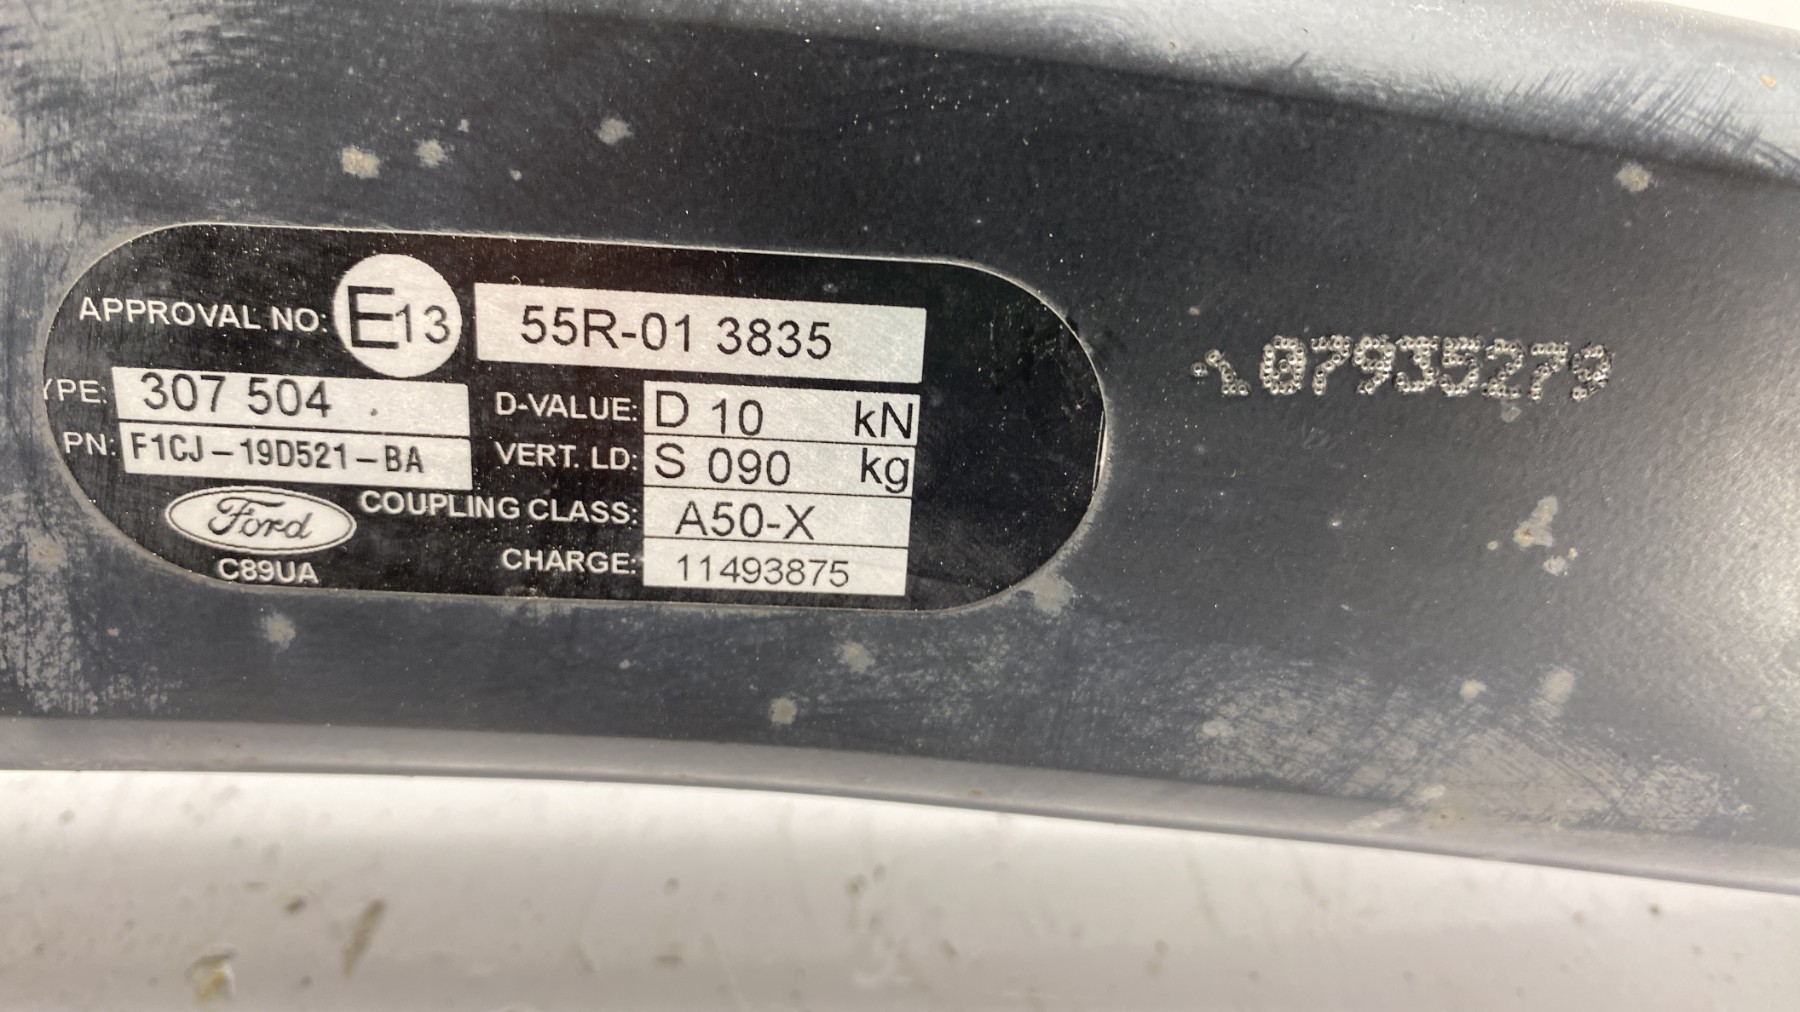 APPROVAL NO: E13 55R-01 3835
YPE: 307 504
PN: F1CJ-19D521-BA
D-VALUE: D 10 kN
VERT. LD: S 090 kg
COUPLING CLASS: A50-X
CHARGE: 11493875
Ford
C89UA
107935279